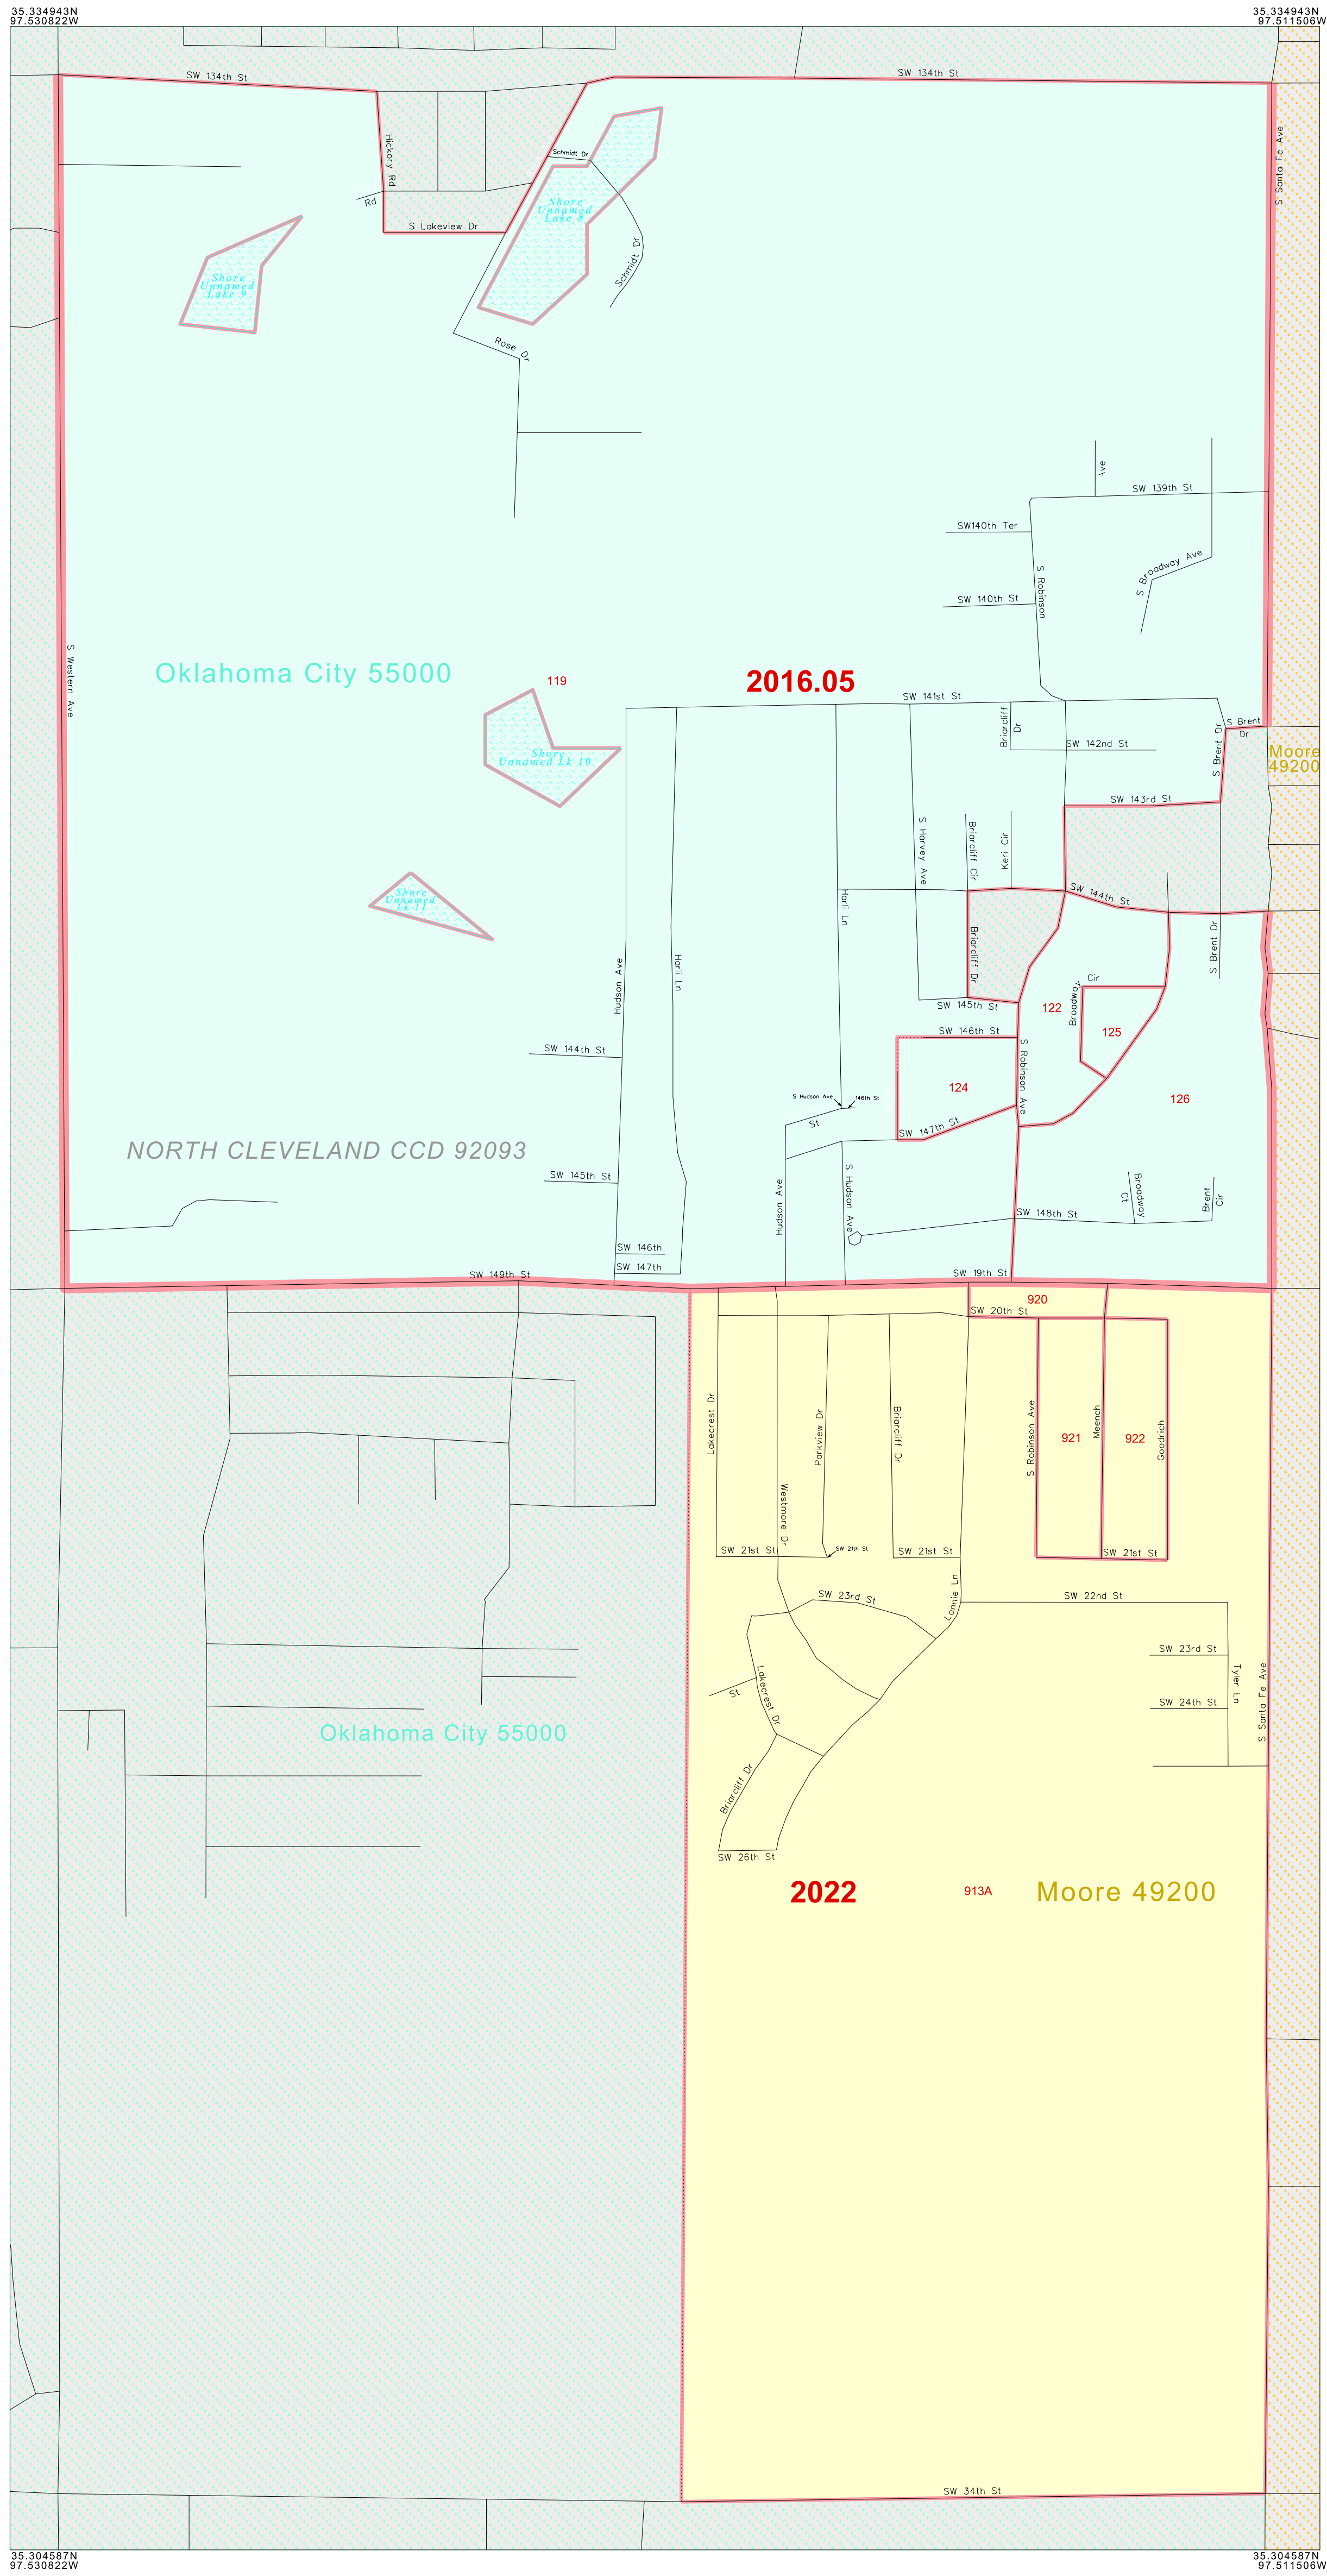 35.334943N
97.530822W
35.334943N
97.511506W
SW 134th St
SW 134th St
Hickory Rd
Rd
S Lakeview Dr
Schmidt Dr
Shore
Unnamed
Lake 8
Schmidt Dr
S Santa Fe Ave
Shore
Unnamed
Lake 9
Rose Dr
Ave
SW 139th St
SW140th Ter
S Broadway Ave
S Robinson
SW 140th St
S Western Ave
Oklahoma City 55000
119
2016.05
SW 141st St
Briarcliff
Dr
SW 142nd St
S Brent
Dr
S Brent Dr
Moore
49200
Shore
Unnamed Lk 10
SW 143rd St
S Harvey Ave
Briarcliff Cir
Keri Cir
Shore
Unnamed
Lk 11
Harli Ln
SW 144th St
Hudson Ave
Harli Ln
Briarcliff Dr
S Brent Dr
Cir
Broadway
SW 145th St
122
125
SW 146th St
SW 144th St
S Robinson Ave
124
126
S Hudson Ave
146th St
St
SW 147th St
NORTH CLEVELAND CCD 92093
SW 145th St
Hudson Ave
S Hudson Ave
Broadway
Ct
Brent
Cir
SW 148th St
SW 146th
SW 147th
SW 149th St
SW 19th St
920
SW 20th St
Lakecrest Dr
Parkview Dr
Briarcliff Dr
S Robinson Ave
921
Meench
922
Goodrich
Westmore Dr
SW 21st St
SW 21th St
SW 21st St
SW 21st St
SW 23rd St
Lonnie Ln
SW 22nd St
SW 23rd St
Tyler Ln
S Santa Fe Ave
St
Lakecrest Dr
SW 24th St
Oklahoma City 55000
Briarcliff Dr
SW 26th St
2022
913A
Moore 49200
SW 34th St
35.304587N
97.530822W
35.304587N
97.511506W